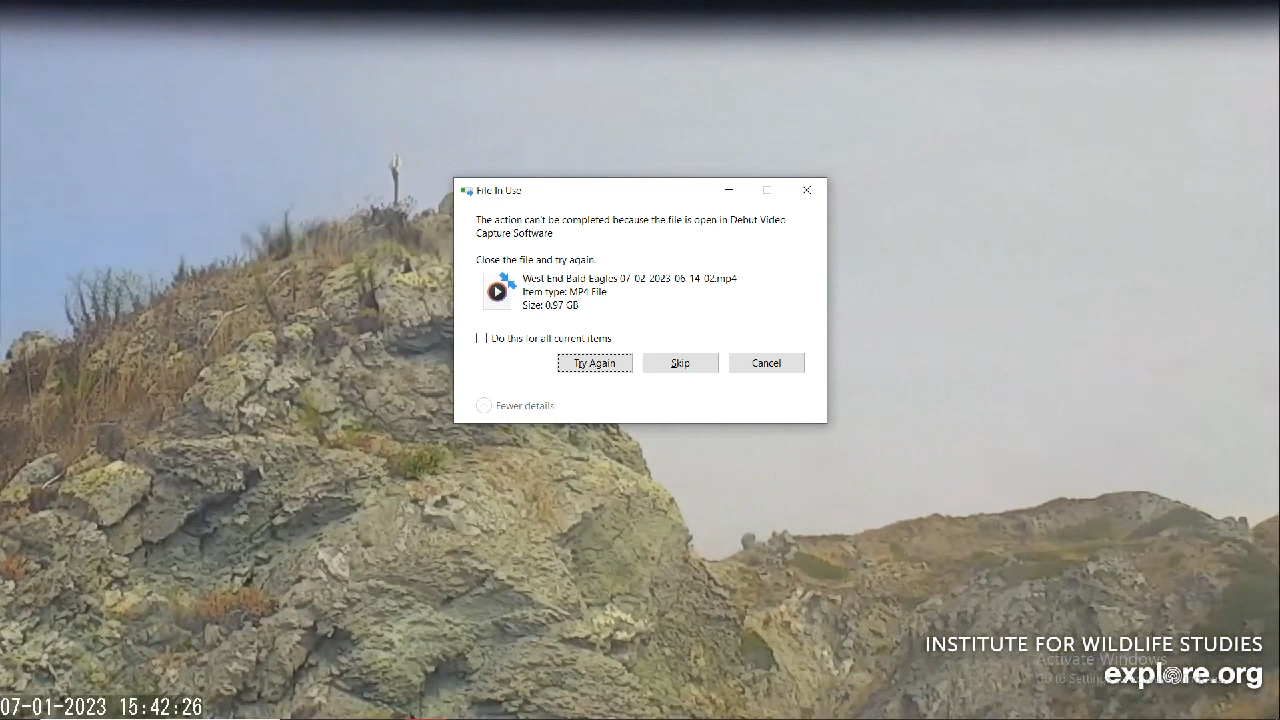 File In Use
The action can't be completed because the file is open in Debut Video
Capture Software
Close the file and try again.
West End Bald Eagles 07-02-2023 06-14-02.mp4
Item type: MP4 File
Size: 0.97 GB
Do this for all current items
Try Again
Skip
Cancel
Fewer details
INSTITUTE FOR WILDLIFE STUDIES
Activate Windows
Go to Setting
explore.org
07-01-2023 15:42:26